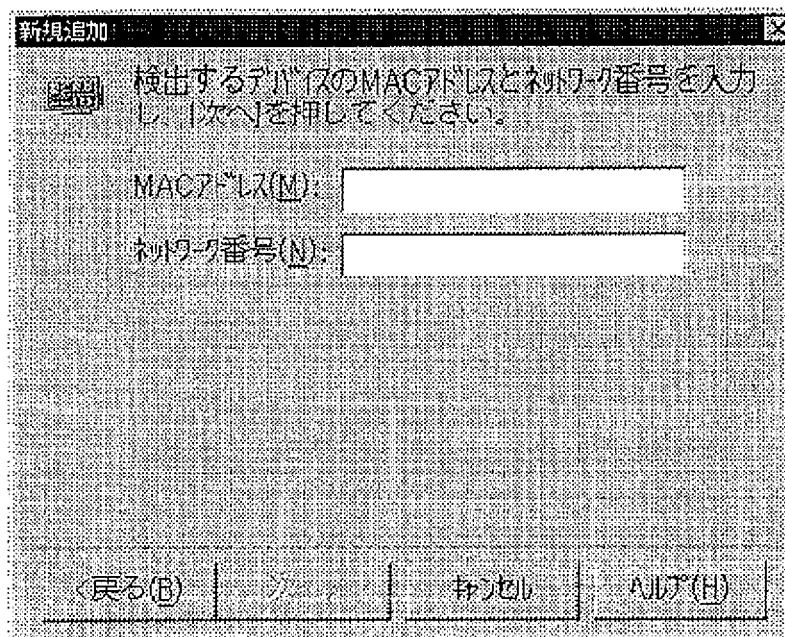 新規追加
検出するﾃﾞﾊﾞｲｽのMACｱﾄﾞﾚｽとﾈｯﾄﾜｰｸ番号を入力
し、[次へ]を押してください。
MACｱﾄﾞﾚｽ(M):
ﾈｯﾄﾜｰｸ番号(N):
<戻る(B)
ｷｬﾝｾﾙ
ﾍﾙﾌﾟ(H)